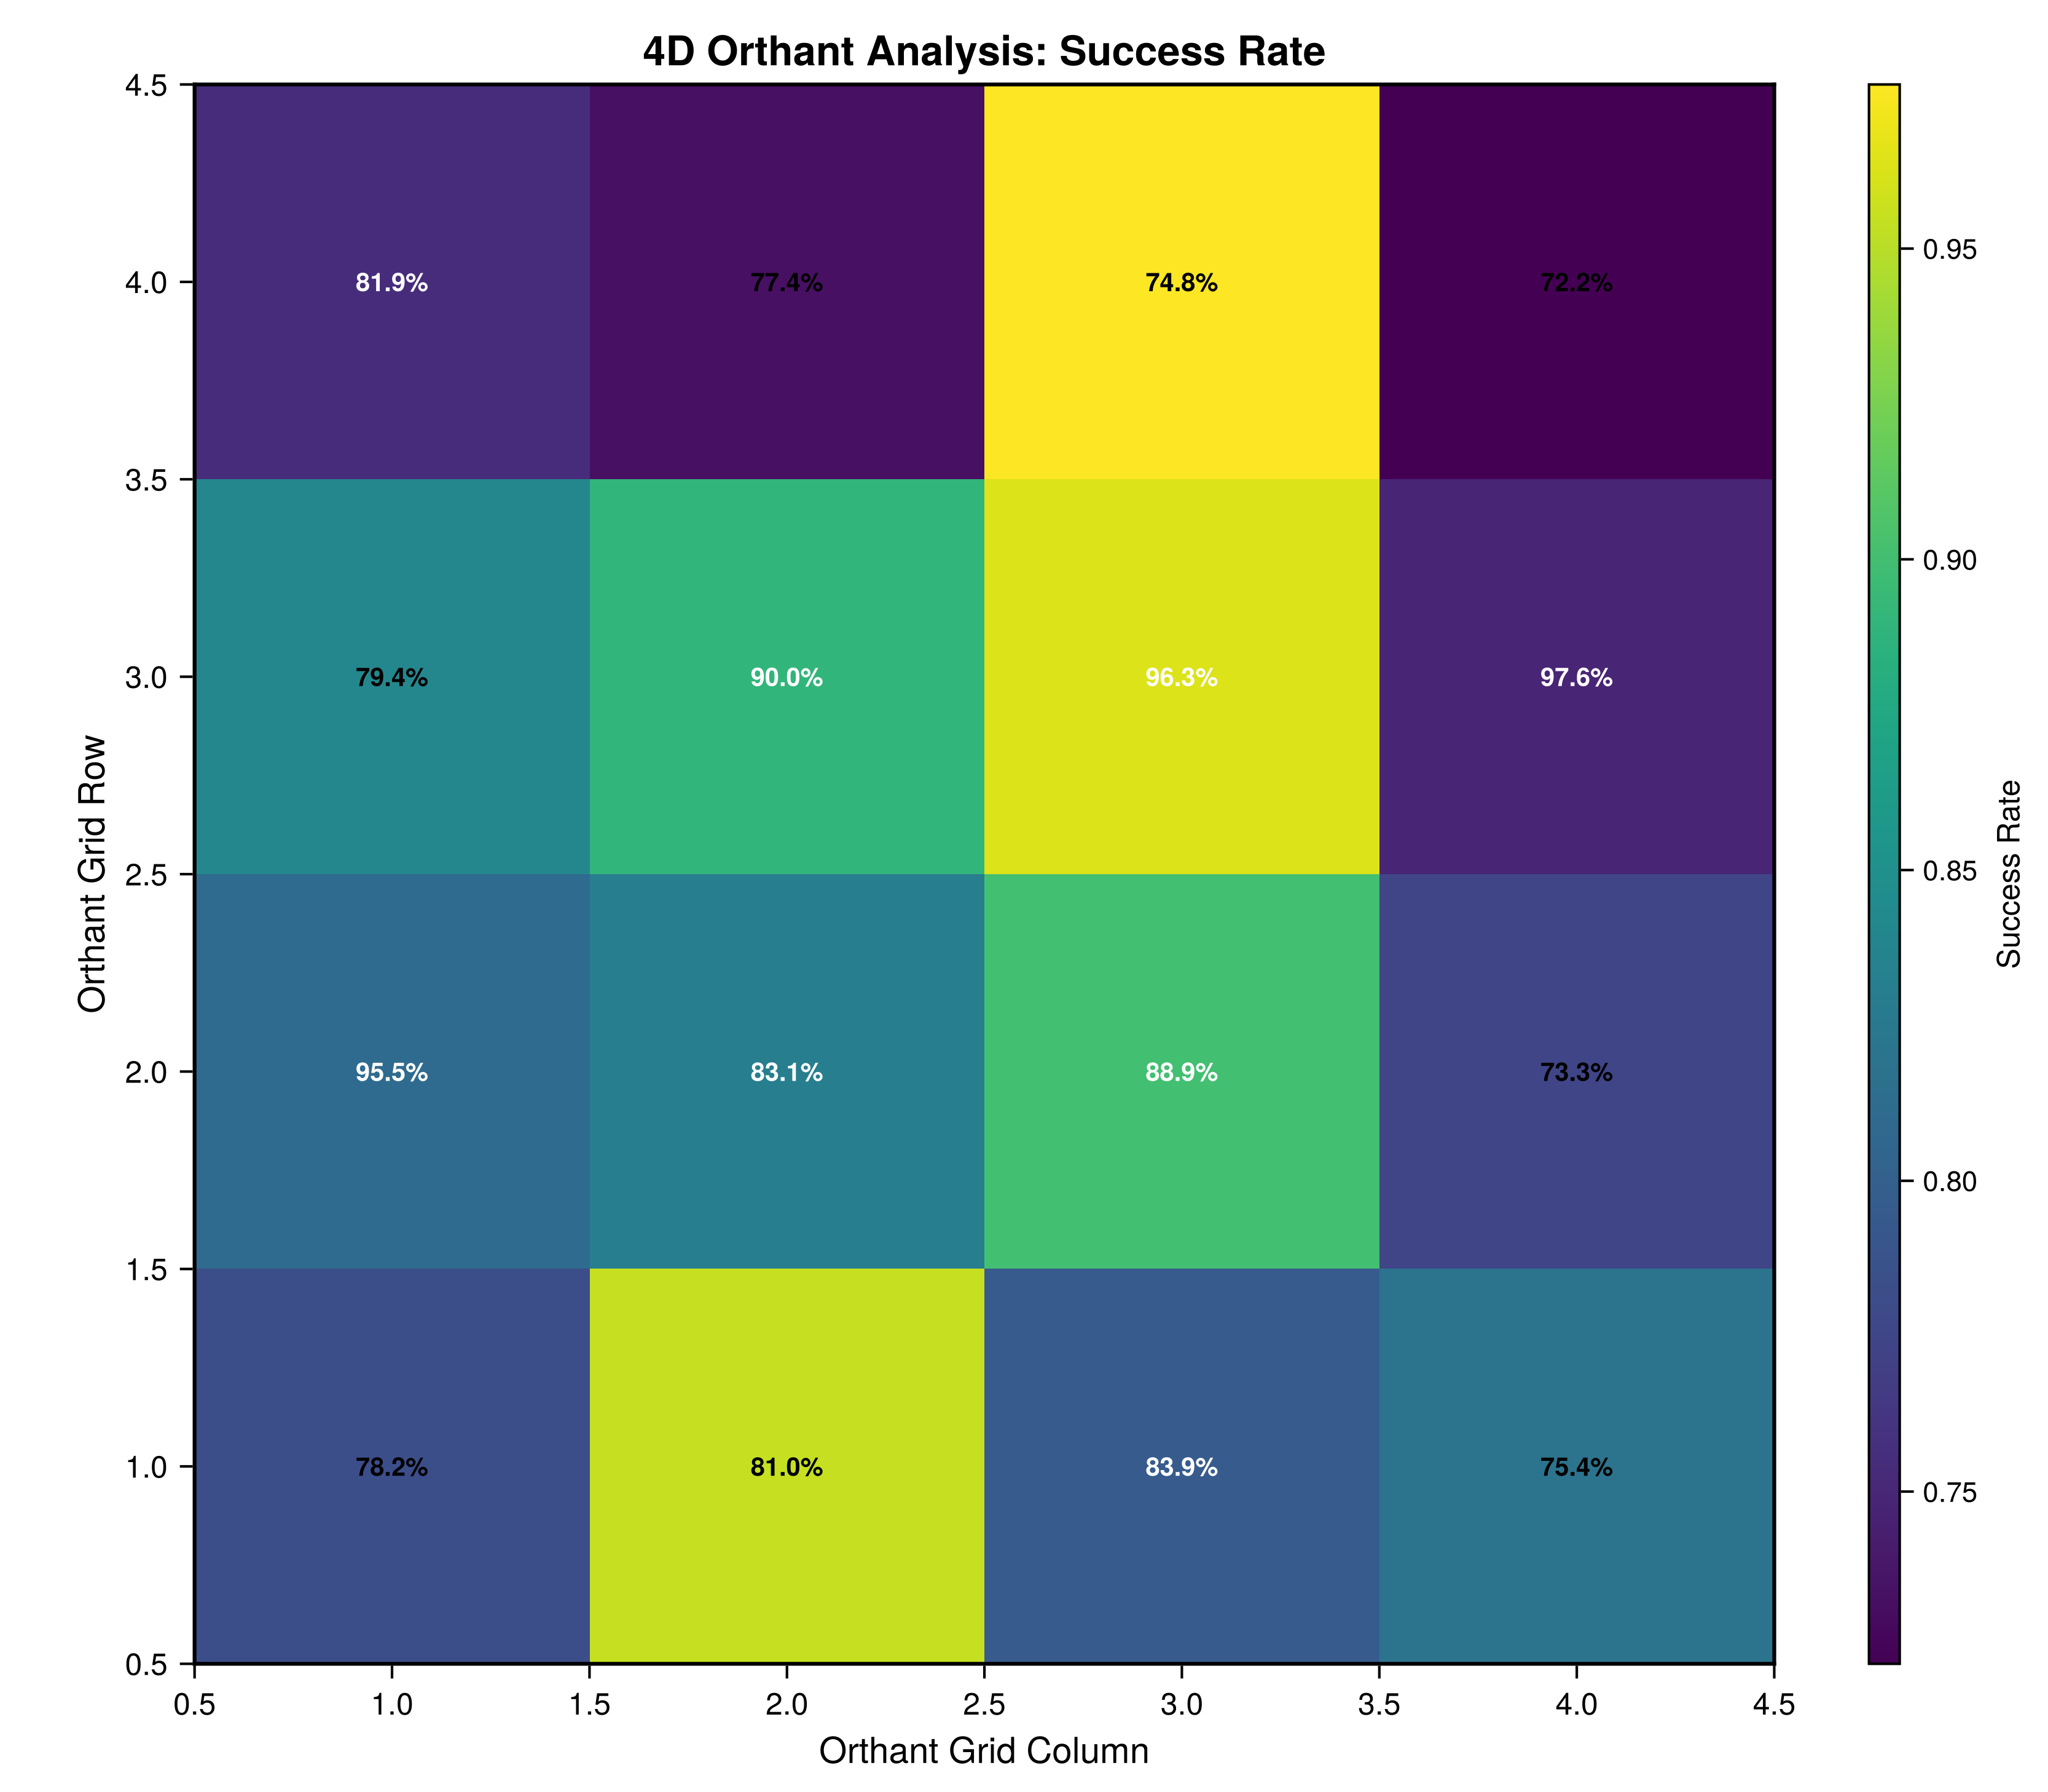 4D Orthant Analysis: Success Rate
4.5
4.0
3.5
3.0
2.5
2.0
1.5
1.0
0.5
Orthant Grid Row
81.9% 77.4% 74.8% 72.2%
79.4% 90.0% 96.3% 97.6%
95.5% 83.1% 88.9% 73.3%
78.2% 81.0% 83.9% 75.4%
0.5 1.0 1.5 2.0 2.5 3.0 3.5 4.0 4.5
Orthant Grid Column
0.95
0.90
0.85
0.80
0.75
Success Rate